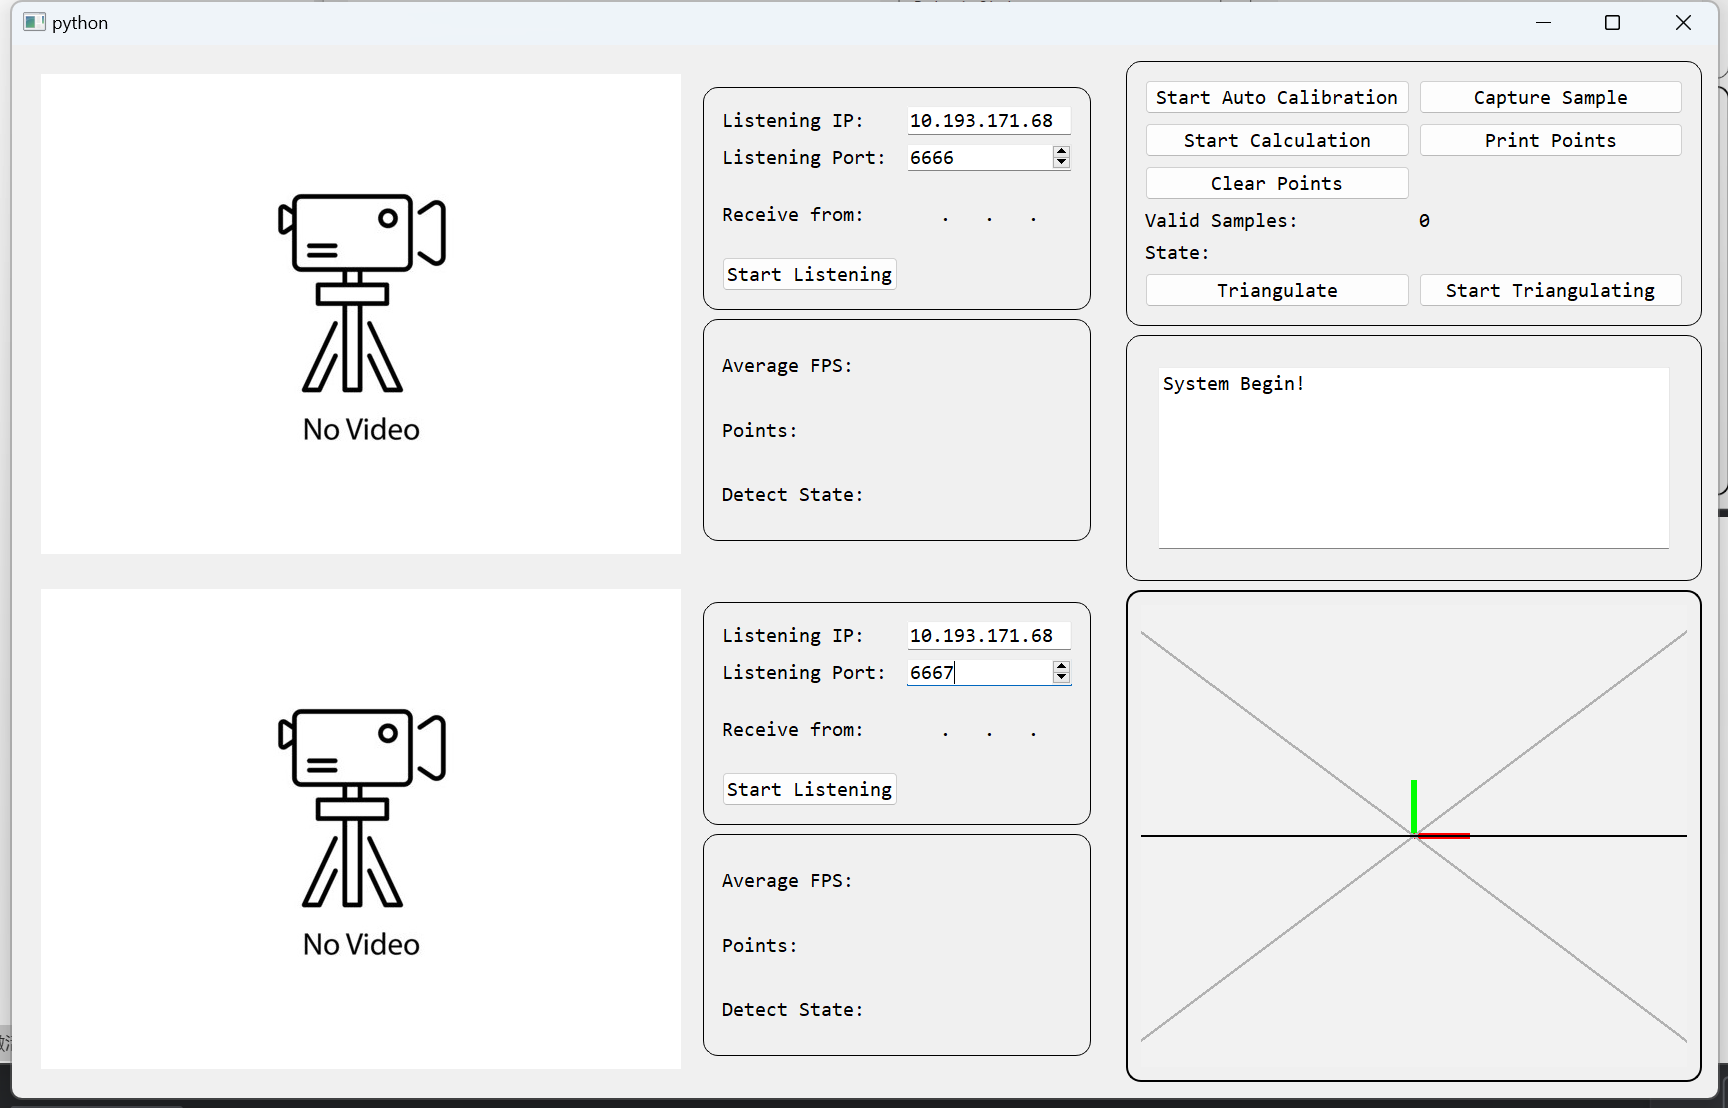 python
No Video
Listening IP: 10.193.171.68
Listening Port: 6666
Receive from: . . .
Start Listening
Average FPS:
Points:
Detect State:
No Video
Listening IP: 10.193.171.68
Listening Port: 6667
Receive from: . . .
Start Listening
Average FPS:
Points:
Detect State:
Start Auto Calibration Capture Sample
Start Calculation Print Points
Clear Points
Valid Samples: 0
State:
Triangulate Start Triangulating
System Begin!